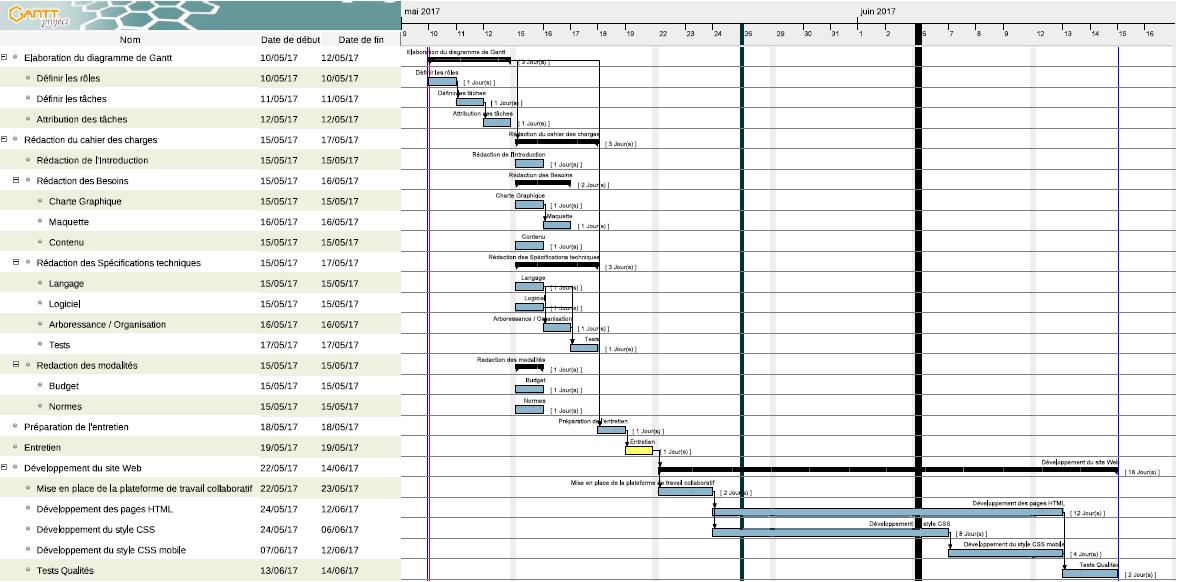 GANTT
project
mai 2017
juin 2017
Nom Date de début Date de fin
9 10 11 12 15 16 17 18 19 22 23 24 26 29 30 31 1 2 6 7 8 9 12 13 14 15 16
Elaboration du diagramme de Gantt 10/05/17 12/05/17
Elaboration du diagramme de Gantt
[ 3 Jour(s) ]
Définir les rôles 10/05/17 10/05/17
Définir les rôles
[ 1 Jour(s) ]
Définir les tâches 11/05/17 11/05/17
Définir les tâches
[ 1 Jour(s) ]
Attribution des tâches 12/05/17 12/05/17
Attribution des tâches
[ 1 Jour(s) ]
Rédaction du cahier des charges 15/05/17 17/05/17
Rédaction du cahier des charges
[ 3 Jour(s) ]
Rédaction de l'Introduction 15/05/17 15/05/17
Rédaction de l'Introduction
[ 1 Jour(s) ]
Rédaction des Besoins 15/05/17 16/05/17
Rédaction des Besoins
[ 2 Jour(s) ]
Charte Graphique 15/05/17 15/05/17
Charte Graphique
[ 1 Jour(s) ]
Maquette 16/05/17 16/05/17
Maquette
[ 1 Jour(s) ]
Contenu 15/05/17 15/05/17
Contenu
[ 1 Jour(s) ]
Rédaction des Spécifications techniques 15/05/17 17/05/17
Rédaction des Spécifications techniques
[ 3 Jour(s) ]
Langage 15/05/17 15/05/17
Langage
[ 1 Jour(s) ]
Logiciel 15/05/17 15/05/17
Logiciel
[ 1 Jour(s) ]
Arboressance / Organisation 16/05/17 16/05/17
Arboressance / Organisation
[ 1 Jour(s) ]
Tests 17/05/17 17/05/17
Tests
[ 1 Jour(s) ]
Redaction des modalités 15/05/17 15/05/17
Redaction des modalités
[ 1 Jour(s) ]
Budget 15/05/17 15/05/17
Budget
[ 1 Jour(s) ]
Normes 15/05/17 15/05/17
Normes
[ 1 Jour(s) ]
Préparation de l'entretien 18/05/17 18/05/17
Préparation de l'entretien
[ 1 Jour(s) ]
Entretien 19/05/17 19/05/17
Entretien
[ 1 Jour(s) ]
Développement du site Web 22/05/17 14/06/17
Développement du site Web
[ 16 Jour(s) ]
Mise en place de la plateforme de travail collaboratif 22/05/17 23/05/17
Mise en place de la plateforme de travail collaboratif
[ 2 Jour(s) ]
Développement des pages HTML 24/05/17 12/06/17
Développement des pages HTML
[ 12 Jour(s) ]
Développement du style CSS 24/05/17 06/06/17
Développement style CSS
[ 8 Jour(s) ]
Développement du style CSS mobile 07/06/17 12/06/17
Développement du style CSS mobile
[ 4 Jour(s) ]
Tests Qualités 13/06/17 14/06/17
Tests Qualités
[ 2 Jour(s) ]